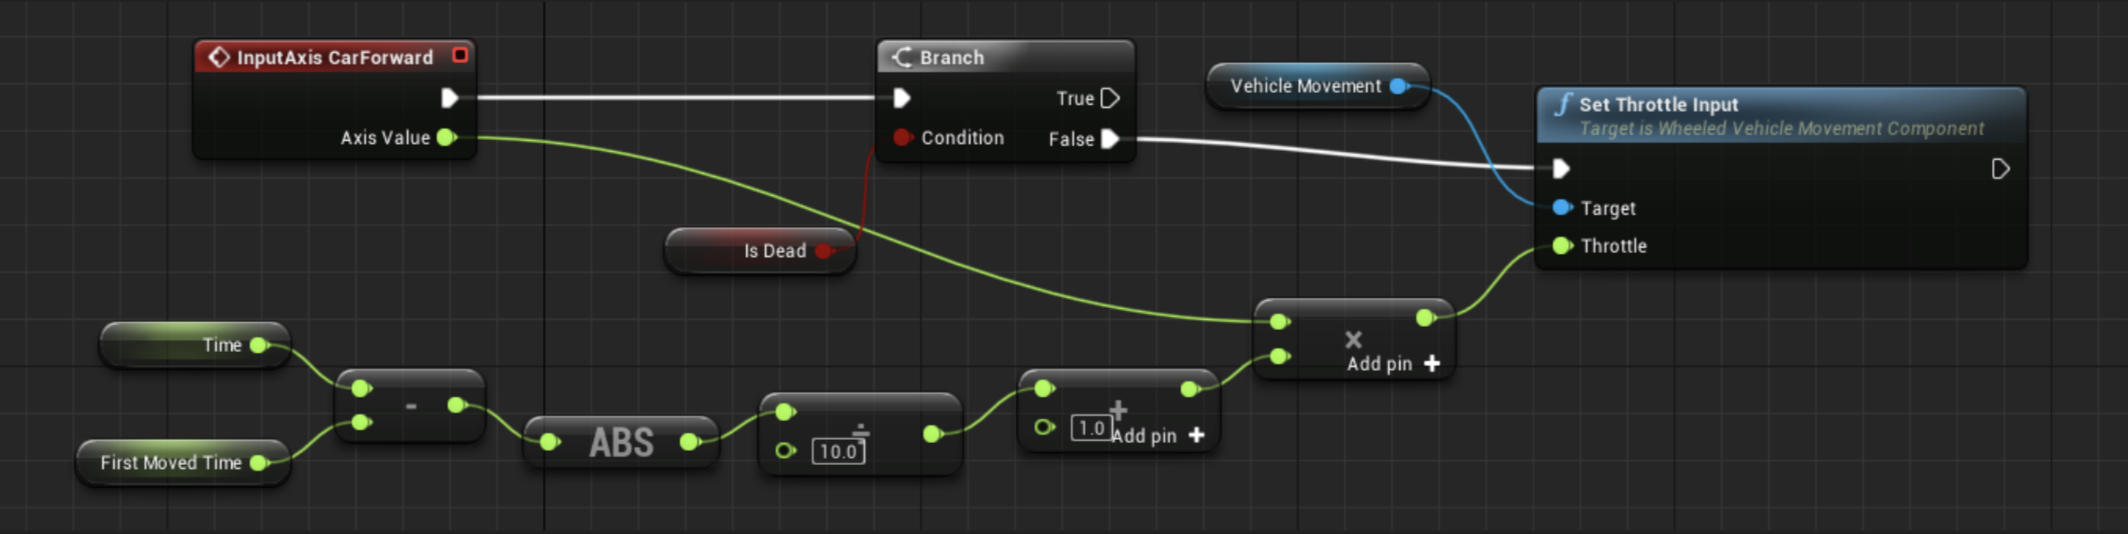 InputAxis CarForward
Axis Value
Branch
True
Condition
False
Vehicle Movement
f Set Throttle Input
Target is Wheeled Vehicle Movement Component
Target
Throttle
Is Dead
Time
First Moved Time
-
ABS
÷
10.0
+
1.0
Add pin +
×
Add pin +